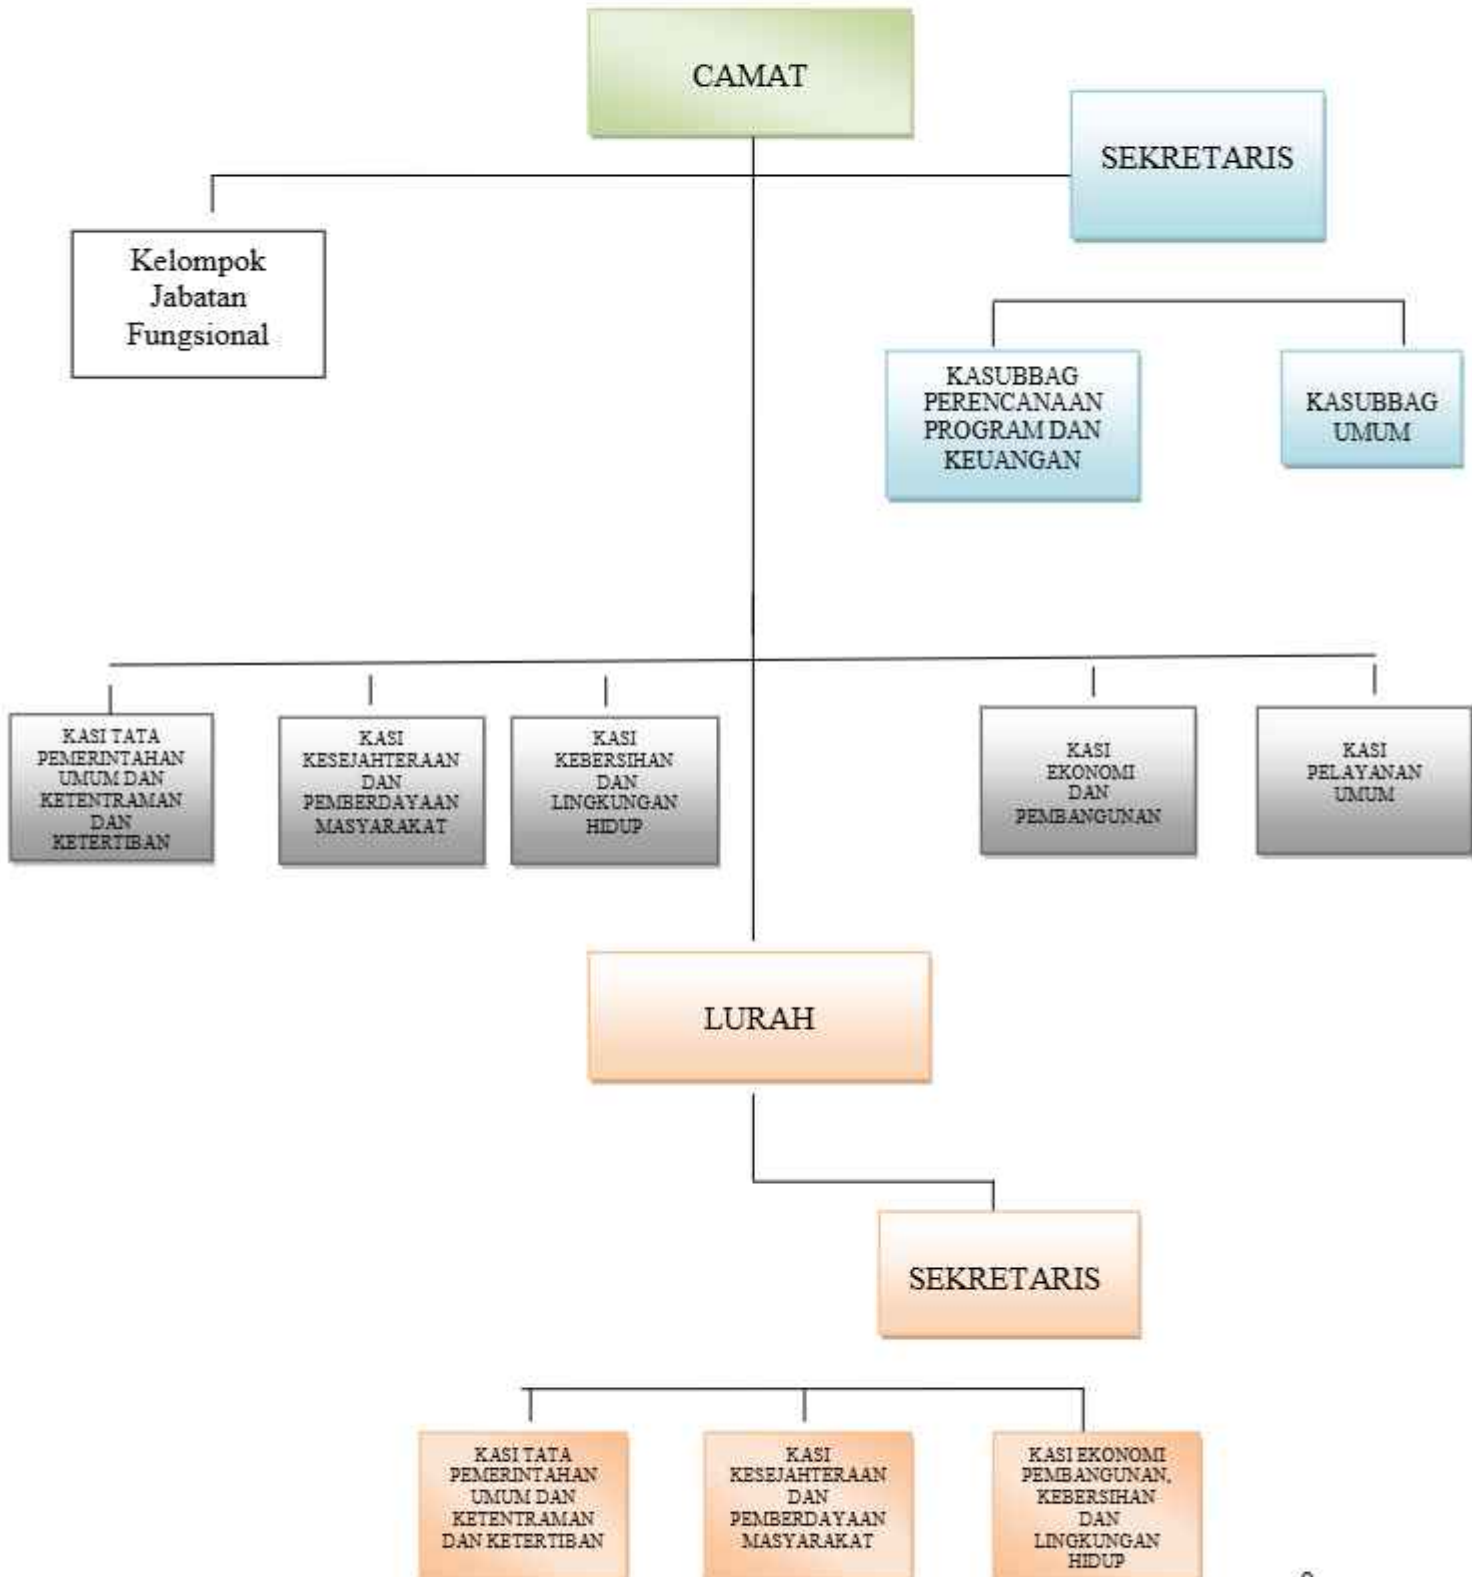 CAMAT
SEKRETARIS
Kelompok
Jabatan
Fungsional
KASUBBAG
PERENCANAAN
PROGRAM DAN
KEUANGAN
KASUBBAG
UMUM
KASI TATA
PEMERINTAHAN
UMUM DAN
KETENTRAMAN
DAN
KETERTIBAN
KASI
KESEJAHTERAAN
DAN
PEMBERDAYAAN
MASYARAKAT
KASI
KEBERSIHAN
DAN
LINGKUNGAN
HIDUP
KASI
EKONOMI
DAN
PEMBANGUNAN
KASI
PELAYANAN
UMUM
LURAH
SEKRETARIS
KASI TATA
PEMERINTAHAN
UMUM DAN
KETENTRAMAN
DAN KETERTIBAN
KASI
KESEJAHTERAAN
DAN
PEMBERDAYAAN
MASYARAKAT
KASI EKONOMI
PEMBANGUNAN,
KEBERSIHAN
DAN
LINGKUNGAN
HIDUP